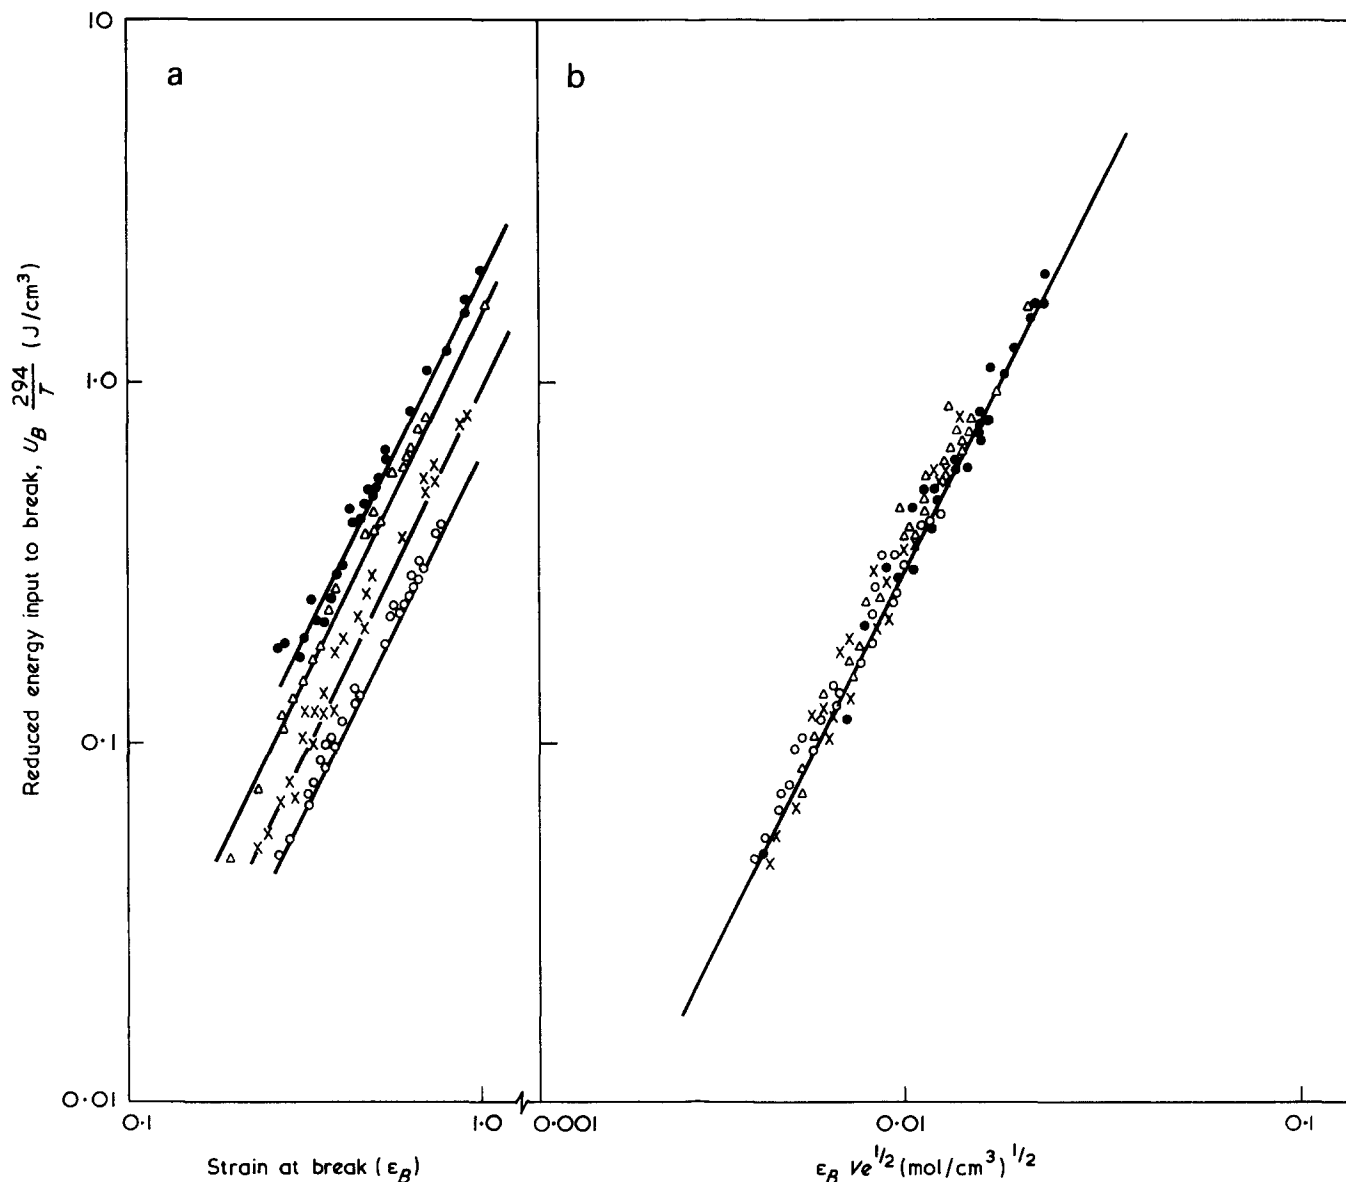 10
a
b
Reduced energy input to break, U_B 294/T (J/cm³)
1·0
0·1
0·01
0·1
1·0
0·001
0·01
0·1
Strain at break (ε_B)
ε_B νe^1/2 (mol/cm³)^1/2